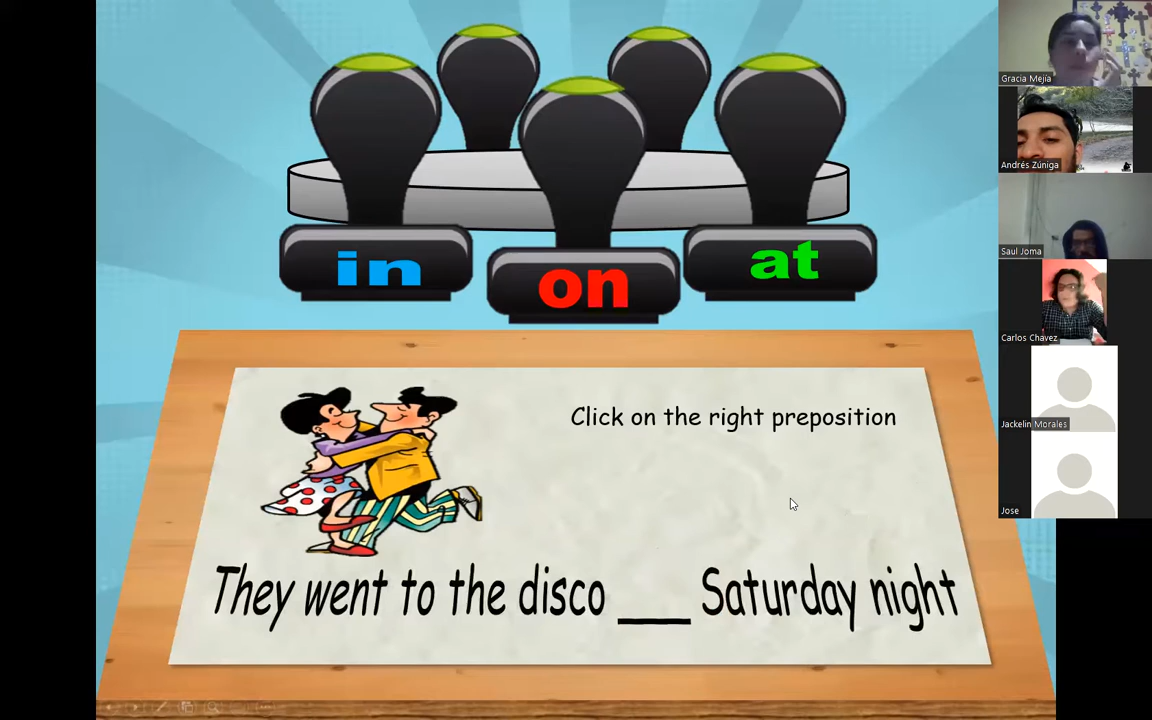 in
on
at
Click on the right preposition
They went to the disco ___ Saturday night
Gracia Mejía
Andrés Zúniga
Saul Joma
Carlos Chavez
Jackelin Morales
Jose